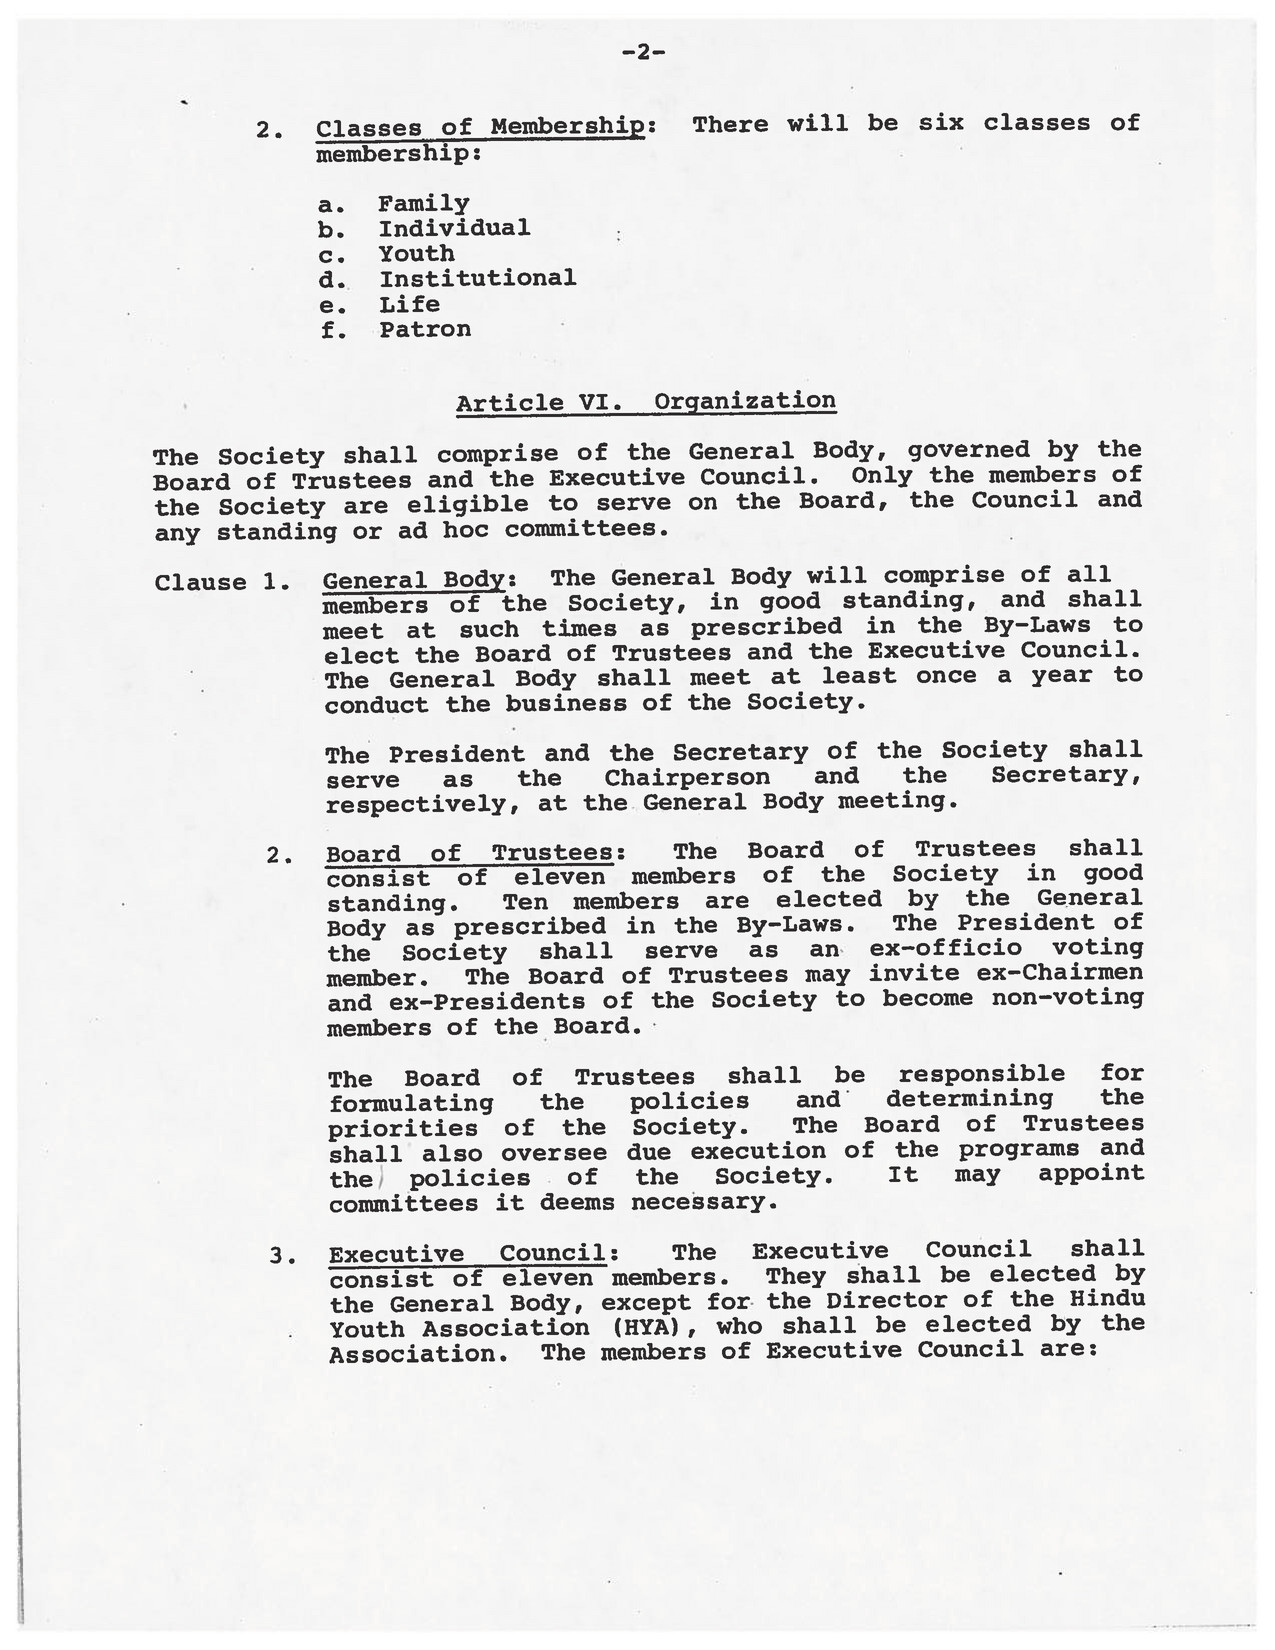 -2-
2. Classes of Membership: There will be six classes of
membership:
a. Family
b. Individual
c. Youth
d. Institutional
e. Life
f. Patron
Article VI. Organization
The Society shall comprise of the General Body, governed by the
Board of Trustees and the Executive Council. Only the members of
the Society are eligible to serve on the Board, the Council and
any standing or ad hoc committees.
Clause 1. General Body: The General Body will comprise of all
members of the Society, in good standing, and shall
meet at such times as prescribed in the By-Laws to
elect the Board of Trustees and the Executive Council.
The General Body shall meet at least once a year to
conduct the business of the Society.
The President and the Secretary of the Society shall
serve as the Chairperson and the Secretary,
respectively, at the General Body meeting.
2. Board of Trustees: The Board of Trustees shall
consist of eleven members of the Society in good
standing. Ten members are elected by the General
Body as prescribed in the By-Laws. The President of
the Society shall serve as an ex-officio voting
member. The Board of Trustees may invite ex-Chairmen
and ex-Presidents of the Society to become non-voting
members of the Board.
The Board of Trustees shall be responsible for
formulating the policies and determining the
priorities of the Society. The Board of Trustees
shall also oversee due execution of the programs and
the policies of the Society. It may appoint
committees it deems necessary.
3. Executive Council: The Executive Council shall
consist of eleven members. They shall be elected by
the General Body, except for the Director of the Hindu
Youth Association (HYA), who shall be elected by the
Association. The members of Executive Council are: